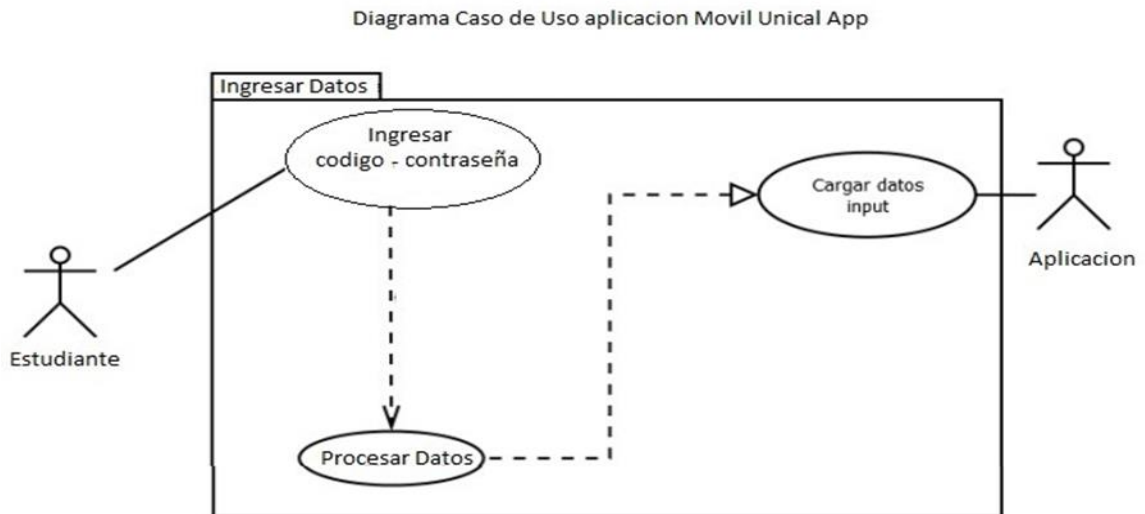 Diagrama Caso de Uso aplicacion Movil Unical App
Ingresar Datos
Ingresar
codigo - contraseña
Cargar datos
input
Aplicacion
Estudiante
Procesar Datos